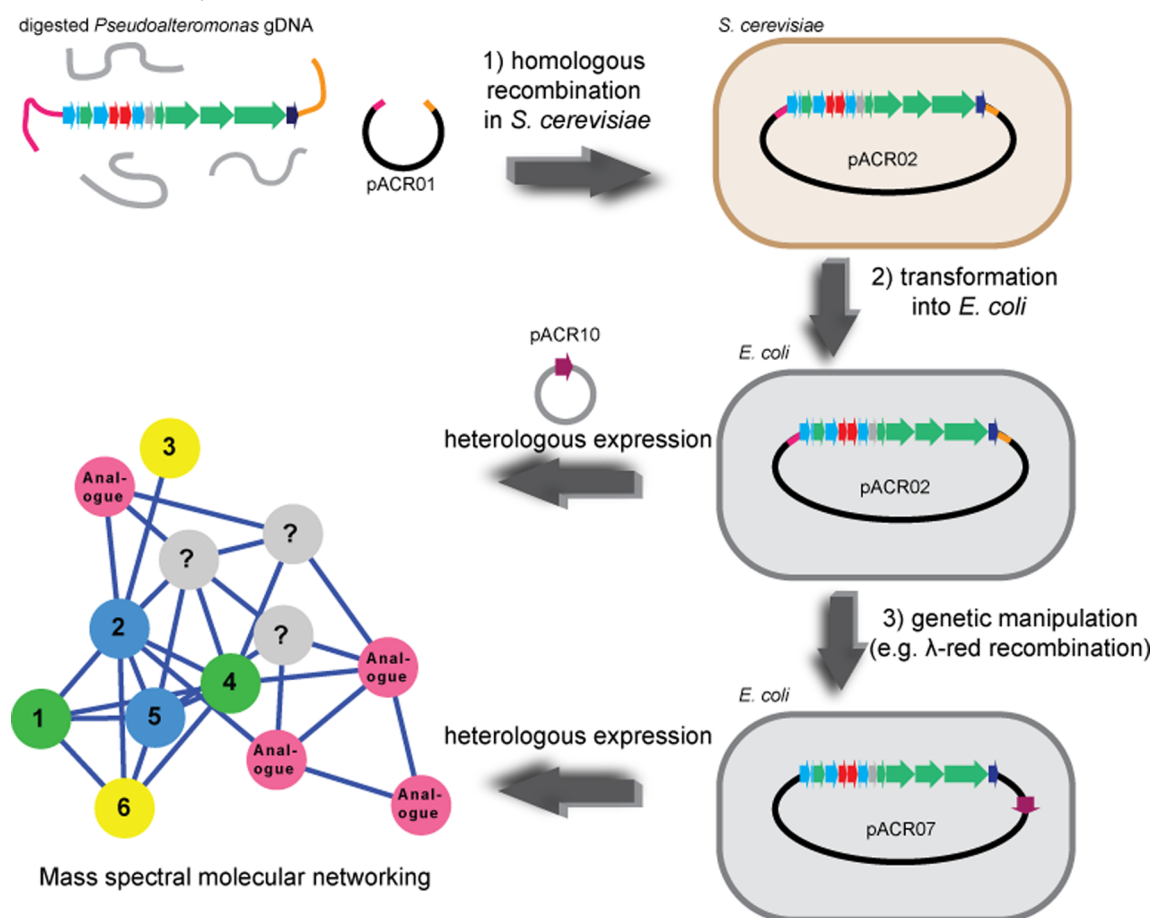 digested Pseudoalteromonas gDNA
pACR01
1) homologous
recombination
in S. cerevisiae
S. cerevisiae
pACR02
2) transformation
into E. coli
E. coli
pACR02
pACR10
heterologous expression
3) genetic manipulation
(e.g. λ-red recombination)
E. coli
pACR07
heterologous expression
3
Anal-
ogue
?
?
2
?
4
Anal-
ogue
1
5
Anal-
ogue
6
Anal-
ogue
Mass spectral molecular networking